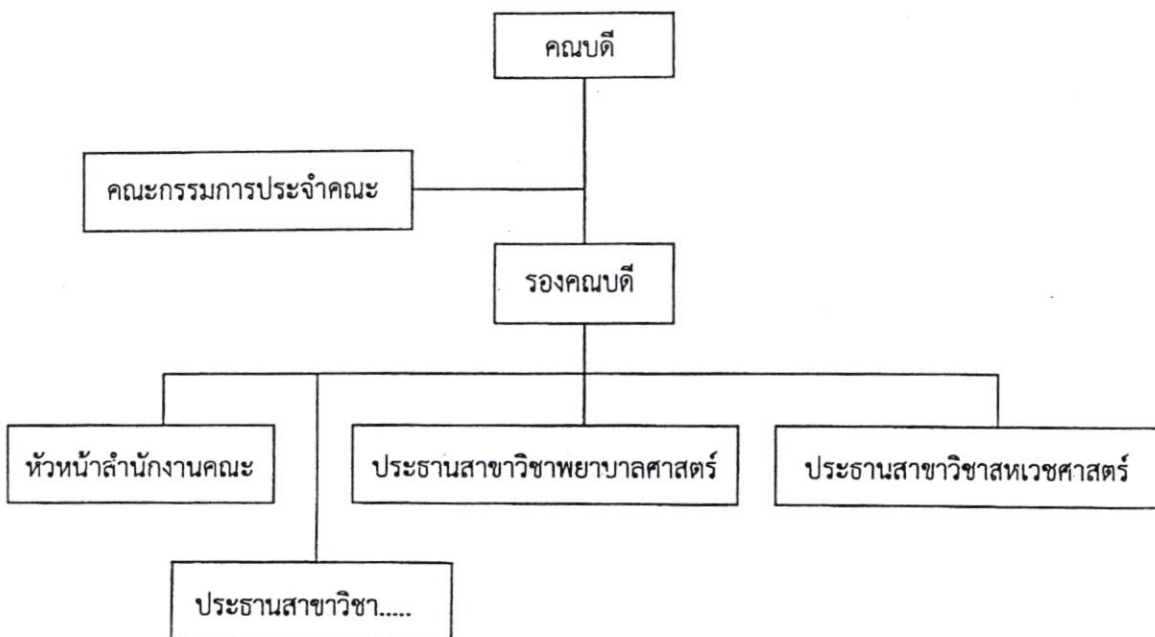 คณบดี
คณะกรรมการประจำคณะ
รองคณบดี
หัวหน้าสำนักงานคณะ
ประธานสาขาวิชาพยาบาลศาสตร์
ประธานสาขาวิชาสหเวชศาสตร์
ประธานสาขาวิชา.....